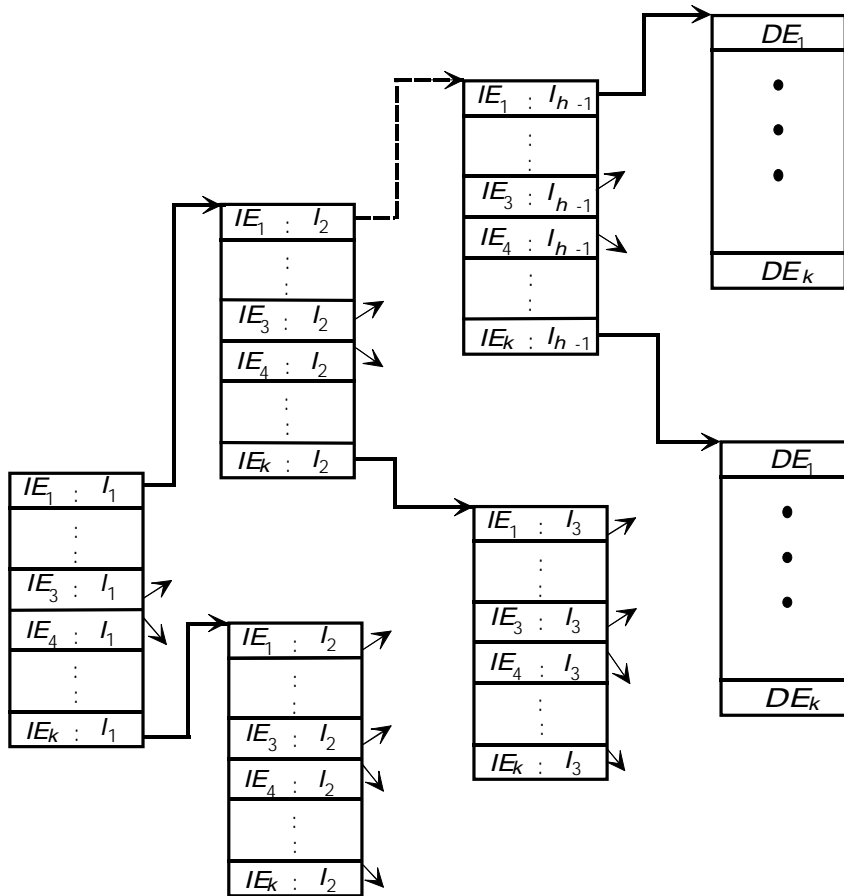 IE₁ : I₁
:
IE₃ : I₁
IE₄ : I₁
:
IEₖ : I₁
IE₁ : I₂
:
IE₃ : I₂
IE₄ : I₂
:
IEₖ : I₂
IE₁ : I₂
:
IE₃ : I₂
IE₄ : I₂
:
IEₖ : I₂
IE₁ : Iₕ₋₁
:
IE₃ : Iₕ₋₁
IE₄ : Iₕ₋₁
:
IEₖ : Iₕ₋₁
IE₁ : I₃
:
IE₃ : I₃
IE₄ : I₃
:
IEₖ : I₃
DE₁
DEₖ
DE₁
DEₖ